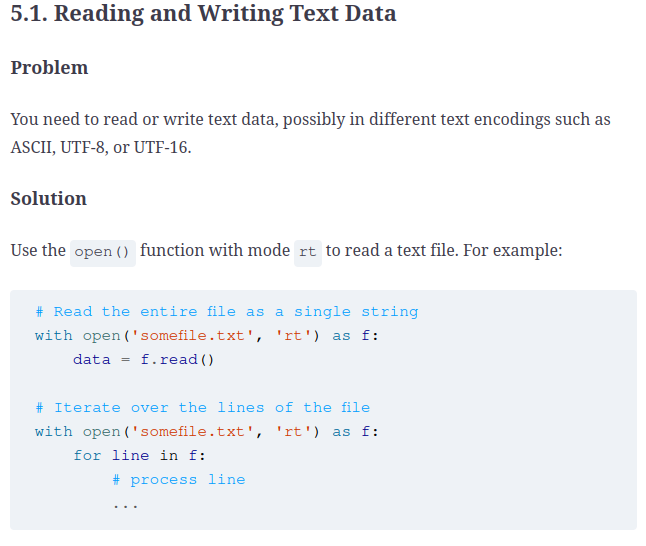 5.1. Reading and Writing Text Data
Problem
You need to read or write text data, possibly in different text encodings such as
ASCII, UTF-8, or UTF-16.
Solution
Use the open() function with mode rt to read a text file. For example:
# Read the entire file as a single string
with open('somefile.txt', 'rt') as f:
    data = f.read()
# Iterate over the lines of the file
with open('somefile.txt', 'rt') as f:
    for line in f:
        # process line
        ...